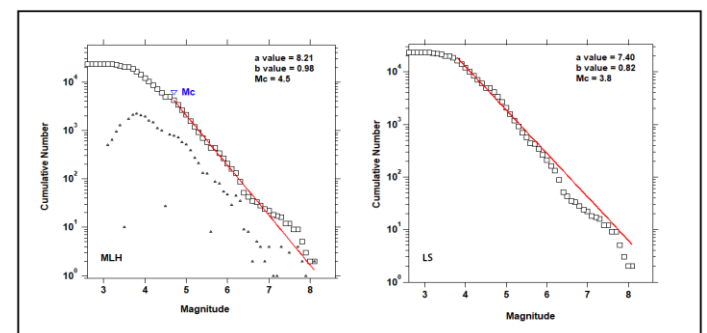 a value = 8.21
b value = 0.98
Mc = 4.5
Mc
10^4
10^3
10^2
10^1
10^0
Cumulative Number
MLH
3 4 5 6 7 8
Magnitude
a value = 7.40
b value = 0.82
Mc = 3.8
10^4
10^3
10^2
10^1
10^0
Cumulative Number
LS
3 4 5 6 7 8
Magnitude